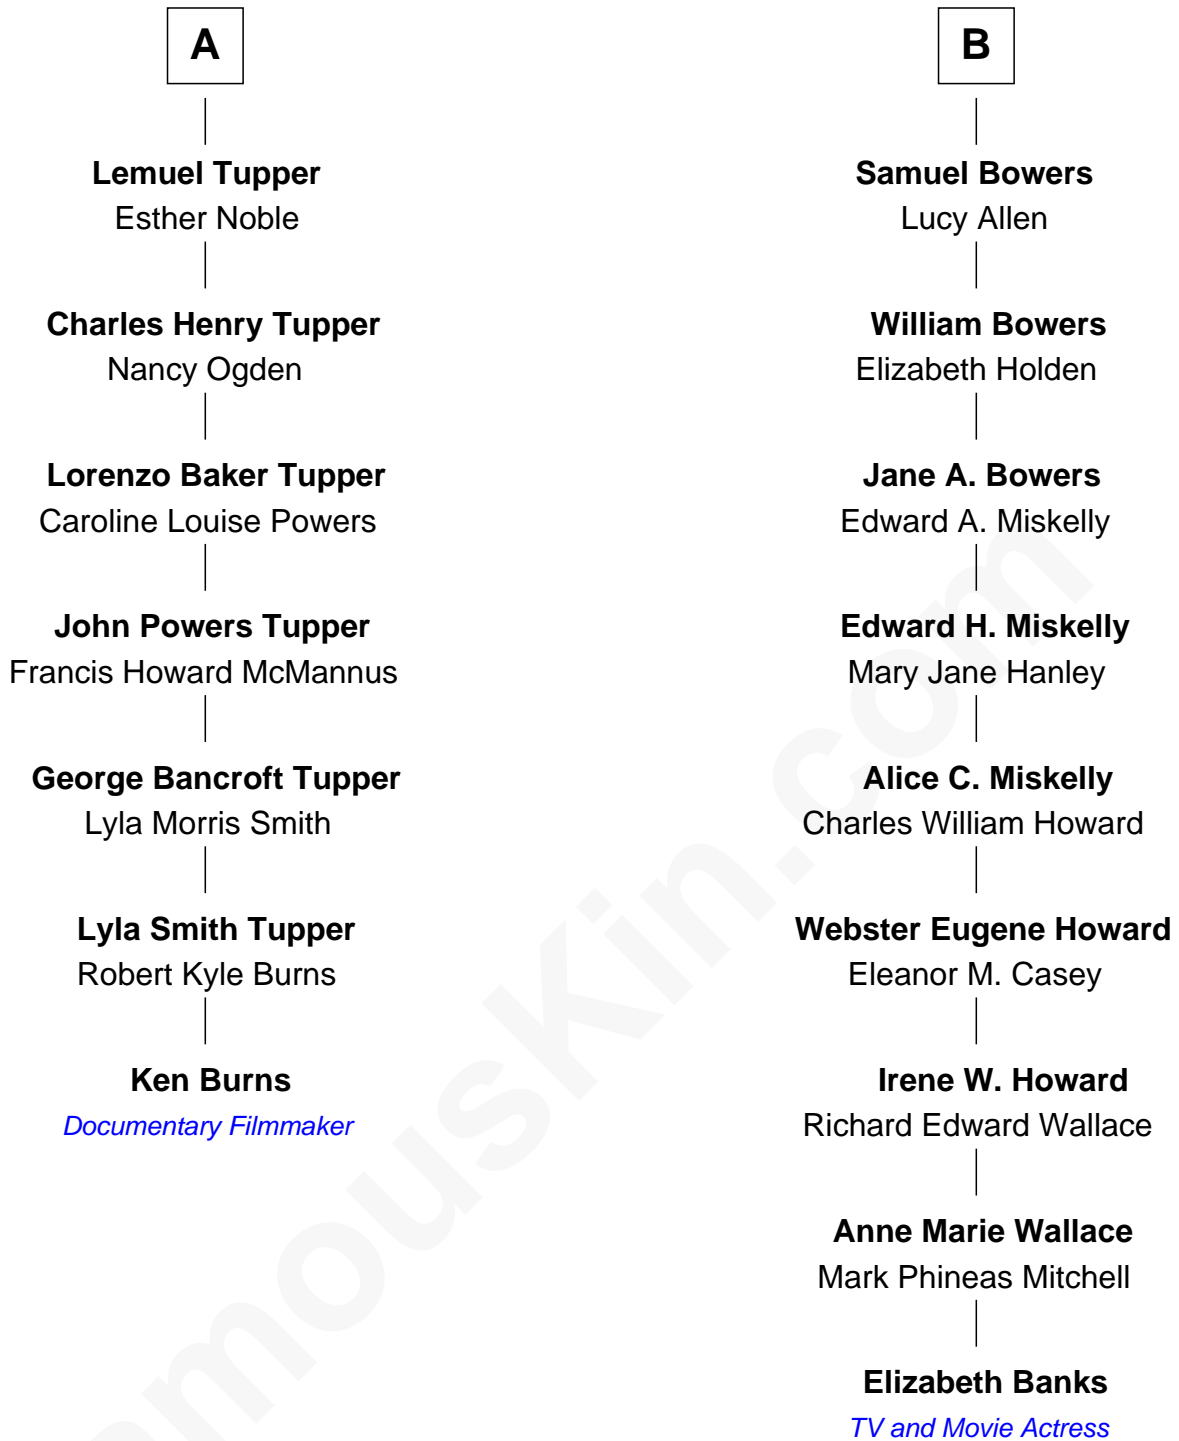 A
Lemuel Tupper
Esther Noble
Charles Henry Tupper
Nancy Ogden
Lorenzo Baker Tupper
Caroline Louise Powers
John Powers Tupper
Francis Howard McMannus
George Bancroft Tupper
Lyla Morris Smith
Lyla Smith Tupper
Robert Kyle Burns
Ken Burns
Documentary Filmmaker
B
Samuel Bowers
Lucy Allen
William Bowers
Elizabeth Holden
Jane A. Bowers
Edward A. Miskelly
Edward H. Miskelly
Mary Jane Hanley
Alice C. Miskelly
Charles William Howard
Webster Eugene Howard
Eleanor M. Casey
Irene W. Howard
Richard Edward Wallace
Anne Marie Wallace
Mark Phineas Mitchell
Elizabeth Banks
TV and Movie Actress
amouskin.com